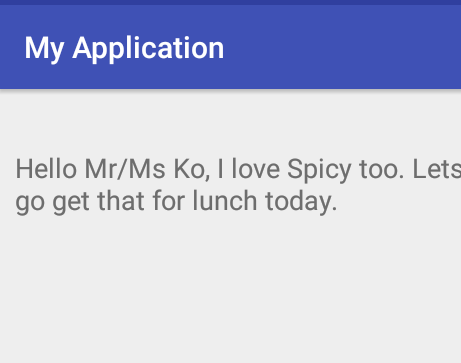 My Application
Hello Mr/Ms Ko, I love Spicy too. Lets
go get that for lunch today.